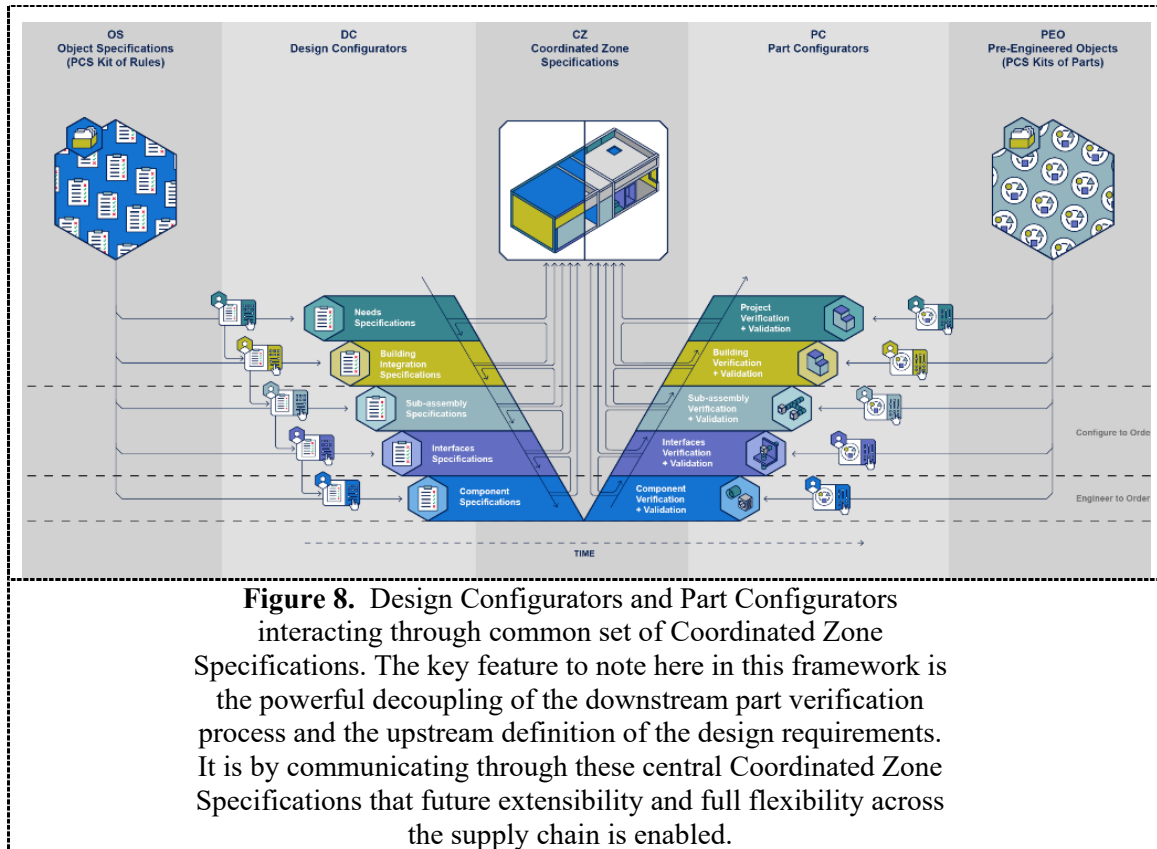 OS
Object Specifications
(PCS Kit of Rules)
DC
Design Configurators
CZ
Coordinated Zone
Specifications
PC
Part Configurators
PEO
Pre-Engineered Objects
(PCS Kits of Parts)
Needs
Specifications
Building
Integration
Specifications
Sub-assembly
Specifications
Interfaces
Specifications
Component
Specifications
Project
Verification
+ Validation
Building
Verification
+ Validation
Sub-assembly
Verification
+ Validation
Interfaces
Verification
+ Validation
Component
Verification
+ Validation
Configure to Orde
Engineer to Order
TIME
Figure 8. Design Configurators and Part Configurators
interacting through common set of Coordinated Zone
Specifications. The key feature to note here in this framework is
the powerful decoupling of the downstream part verification
process and the upstream definition of the design requirements.
It is by communicating through these central Coordinated Zone
Specifications that future extensibility and full flexibility across
the supply chain is enabled.